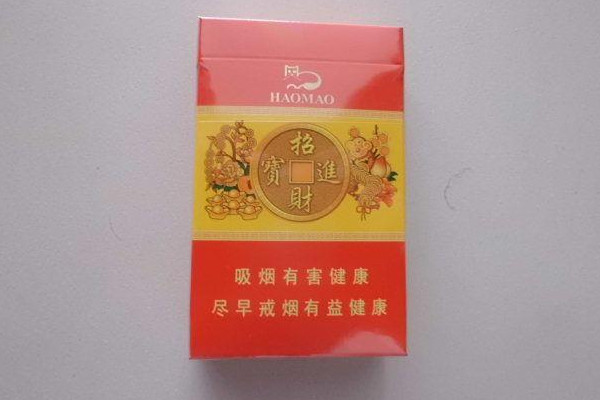 HAOMAO
招
寶 進
財
吸烟有害健康
尽早戒烟有益健康